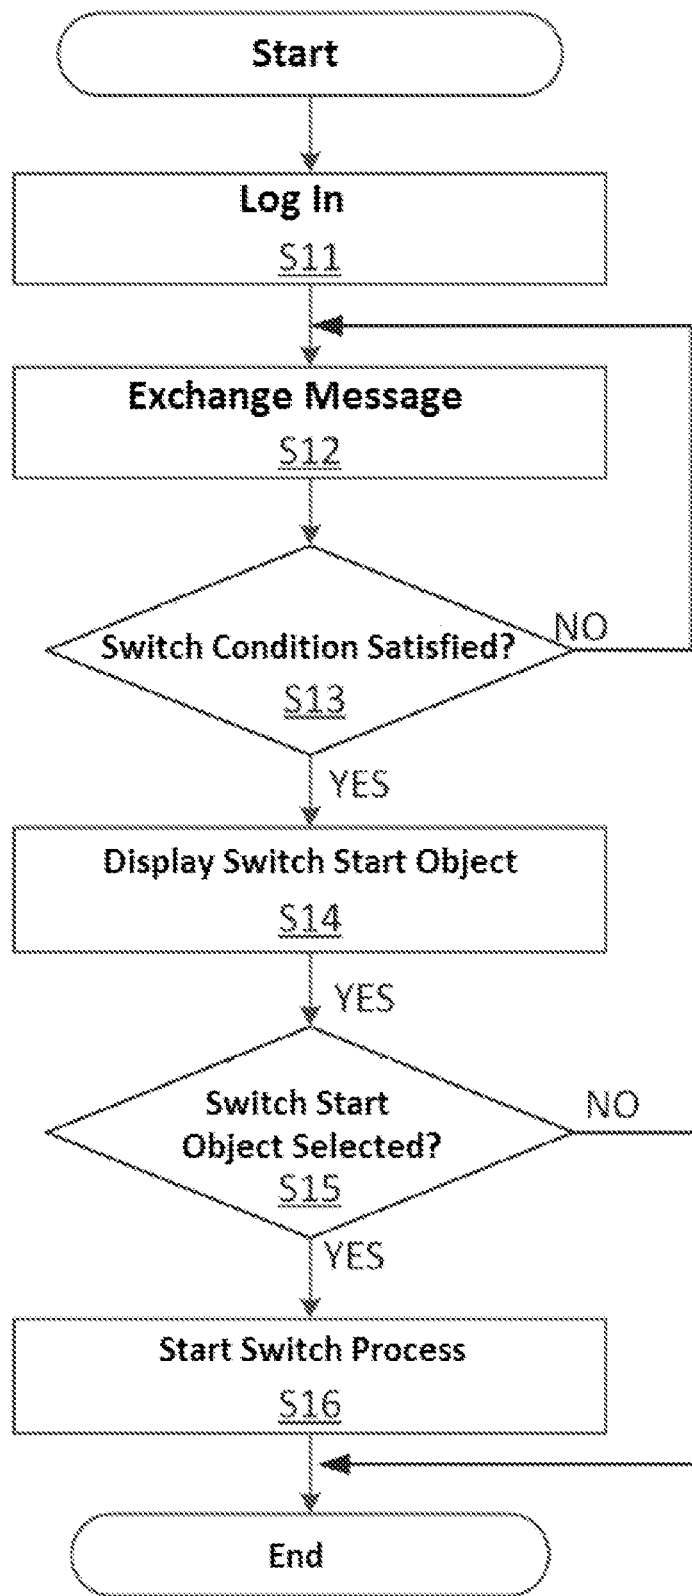 Start
Log In
S11
Exchange Message
S12
Switch Condition Satisfied?
NO
S13
YES
Display Switch Start Object
S14
YES
Switch Start
Object Selected?
NO
S15
YES
Start Switch Process
S16
End